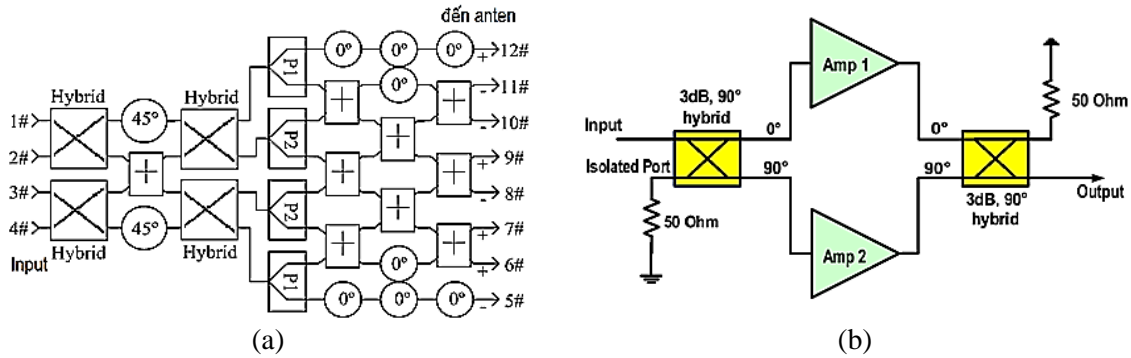 đến anten
P1
0°
0°
0°
+
12#
0°
-
11#
Hybrid
Hybrid
1#
45°
P2
-
10#
2#
+
9#
3#
P2
-
8#
4#
45°
+
7#
Hybrid
Hybrid
Input
P1
0°
+
6#
0°
0°
0°
-
5#
(a)
Amp 1
3dB, 90°
hybrid
50 Ohm
Input
0°
0°
Isolated Port
90°
90°
Output
50 Ohm
3dB, 90°
hybrid
Amp 2
(b)